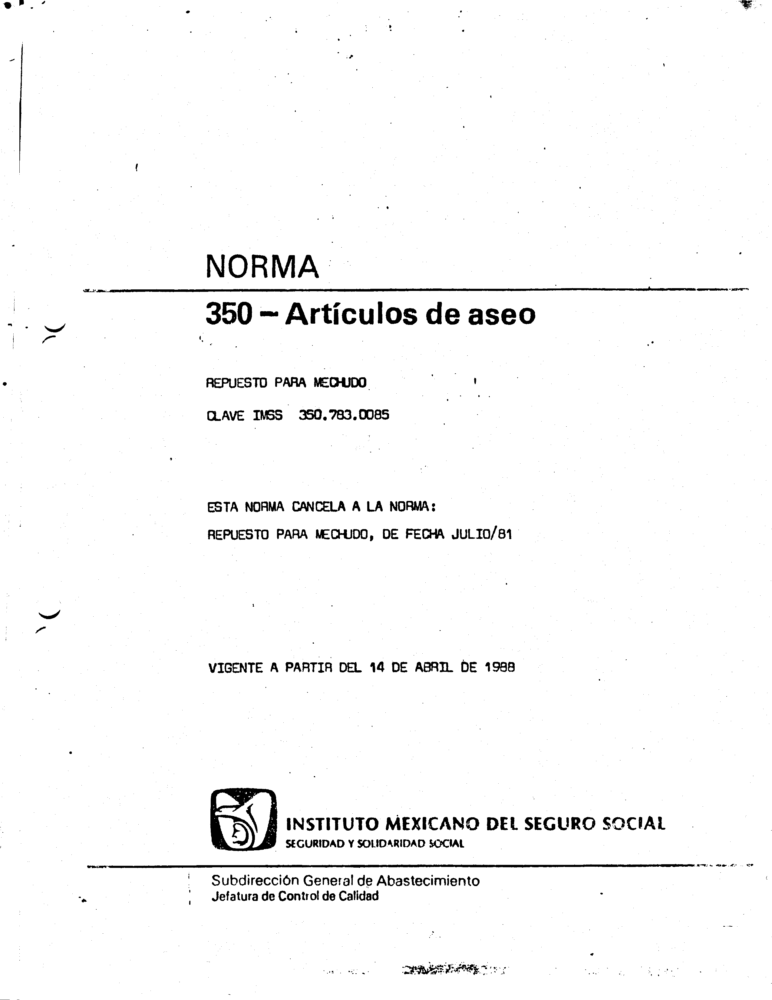 NORMA
350 – Artículos de aseo
REPUESTO PARA MECHUDO
CLAVE IMSS 350.783.0085
ESTA NORMA CANCELA A LA NORMA:
REPUESTO PARA MECHUDO, DE FECHA JULIO/81
VIGENTE A PARTIR DEL 14 DE ABRIL DE 1988
INSTITUTO MEXICANO DEL SEGURO SOCIAL
SEGURIDAD Y SOLIDARIDAD SOCIAL
Subdirección General de Abastecimiento
Jefatura de Control de Calidad